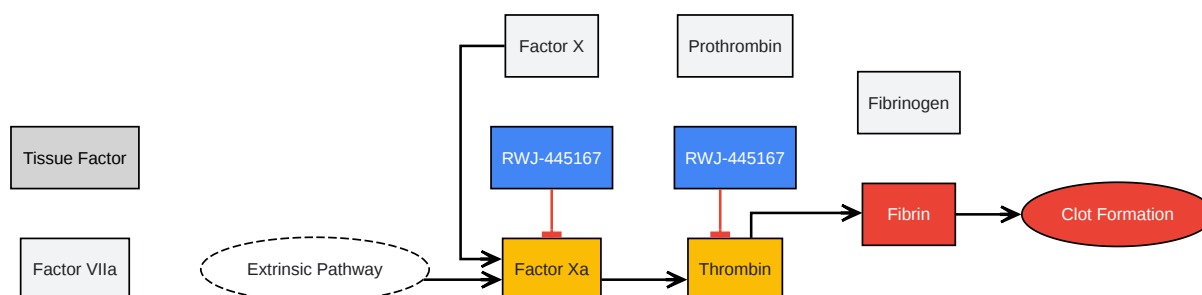 Factor X
Prothrombin
Fibrinogen
Tissue Factor
RWJ-445167
RWJ-445167
Fibrin
Clot Formation
Factor VIIa
Extrinsic Pathway
Factor Xa
Thrombin